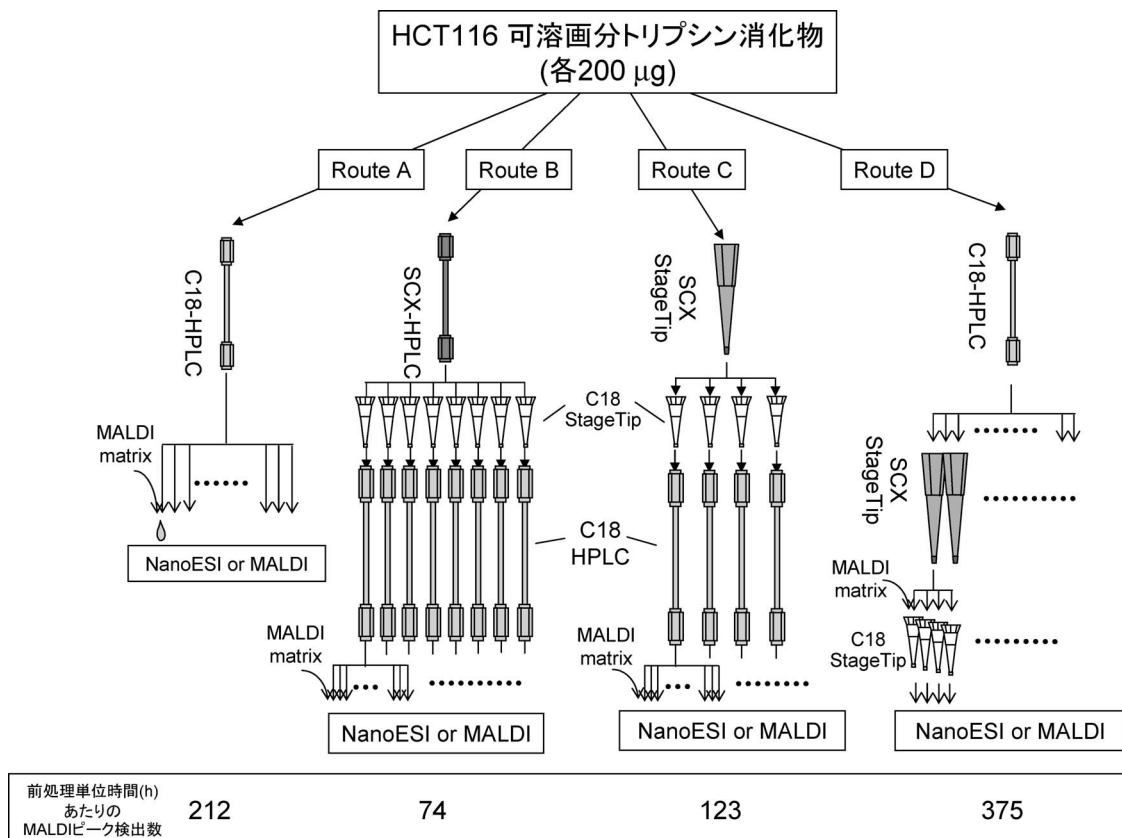 HCT116 可溶画分トリプシン消化物
(各200 μg)
Route A
Route B
Route C
Route D
C18-HPLC
SCX-HPLC
SCX
StageTip
C18-HPLC
C18
StageTip
MALDI
matrix
SCX
StageTip
C18
HPLC
NanoESI or MALDI
MALDI
matrix
MALDI
matrix
MALDI
matrix
C18
StageTip
NanoESI or MALDI
NanoESI or MALDI
NanoESI or MALDI
前処理単位時間(h)
あたりの
MALDIピーク検出数
212
74
123
375